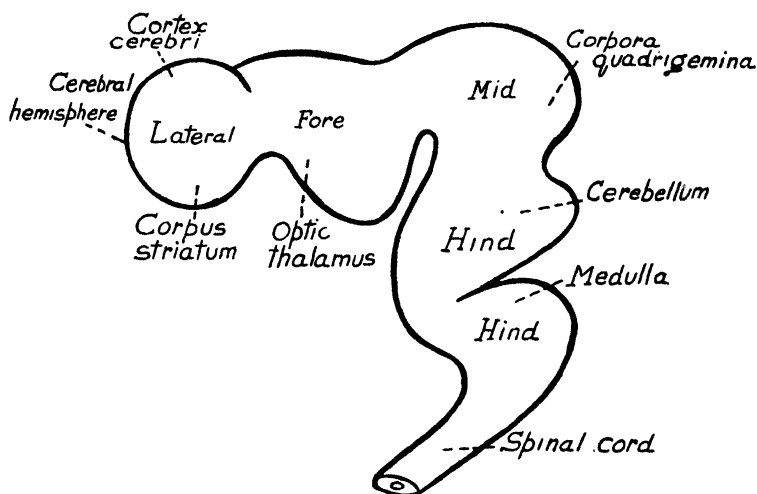 Cortex
cerebri
Corpora
quadrigemina
Cerebral
hemisphere
Lateral
Fore
Mid
Cerebellum
Corpus
striatum
Optic
thalamus
Hind
Medulla
Hind
Spinal cord